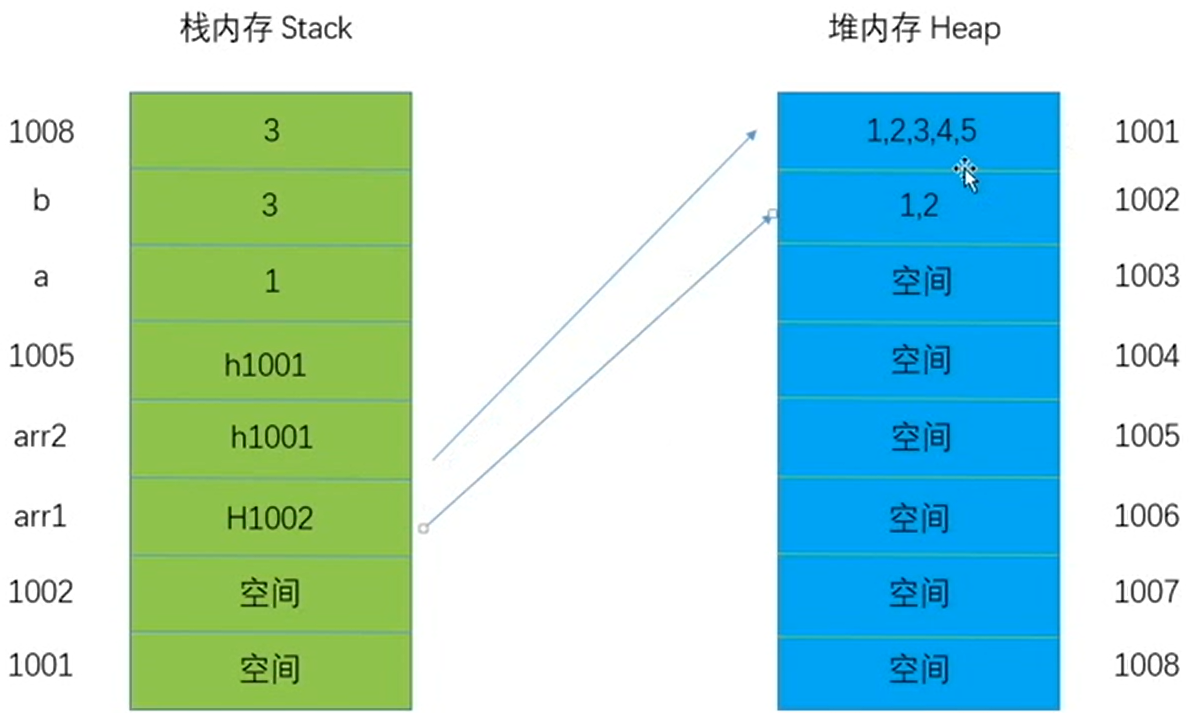 栈内存 Stack 堆内存 Heap
1008 3 1,2,3,4,5 1001
b 3 1,2 1002
a 1 空间 1003
1005 h1001 空间 1004
arr2 h1001 空间 1005
arr1 H1002 空间 1006
1002 空间 空间 1007
1001 空间 空间 1008